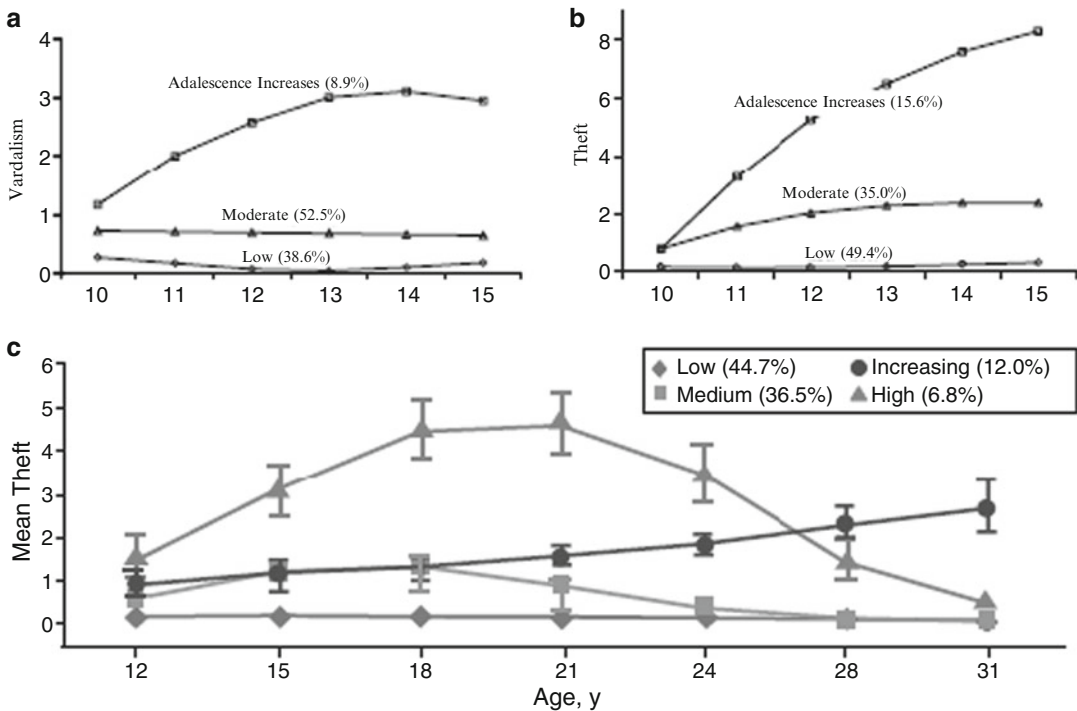 a
4
3
2
1
0
Vardalism
Adalescence Increases (8.9%)
Moderate (52.5%)
Low (38.6%)
10 11 12 13 14 15
b
8
6
4
2
0
Theft
Adalescence Increases (15.6%)
Moderate (35.0%)
Low (49.4%)
10 11 12 13 14 15
c
6
5
4
3
2
1
0
Mean Theft
Low (44.7%) Increasing (12.0%)
Medium (36.5%) High (6.8%)
12 15 18 21 24 28 31
Age, y